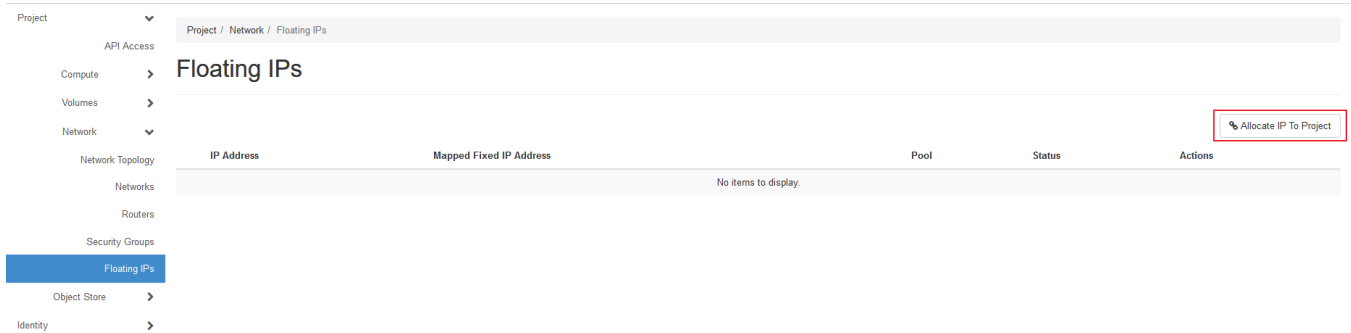 Project
API Access
Compute
Volumes
Network
Network Topology
Networks
Routers
Security Groups
Floating IPs
Object Store
Identity
Project / Network / Floating IPs
Floating IPs
Allocate IP To Project
IP Address Mapped Fixed IP Address Pool Status Actions
No items to display.